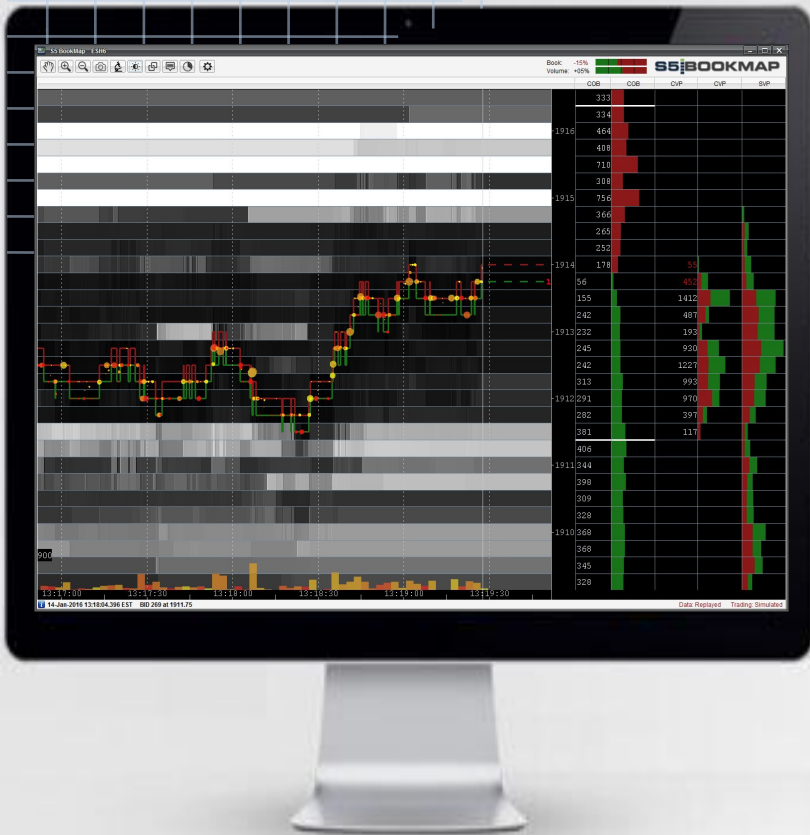 S5 BookMap - ESH6
Book: -15%
Volume: +05%
S5 BOOKMAP
COB COB CVP CVP SVP
333
334
1916 464
408
710
308
1915 756
366
265
252
1914 178 55
56 452
1 155 1412
242 487
1913 232 193
245 930
242 1227
313 993
1912 291 970
282 397
381 117
406
1911 344
398
309
329
1910 368
368
900 345
328
13:17:00 13:17:30 13:18:00 13:18:30 13:19:00 13:19:30
14-Jan-2016 13:18:04.396 EST BID 269 at 1911.75 Data: Replayed Trading: Simulated